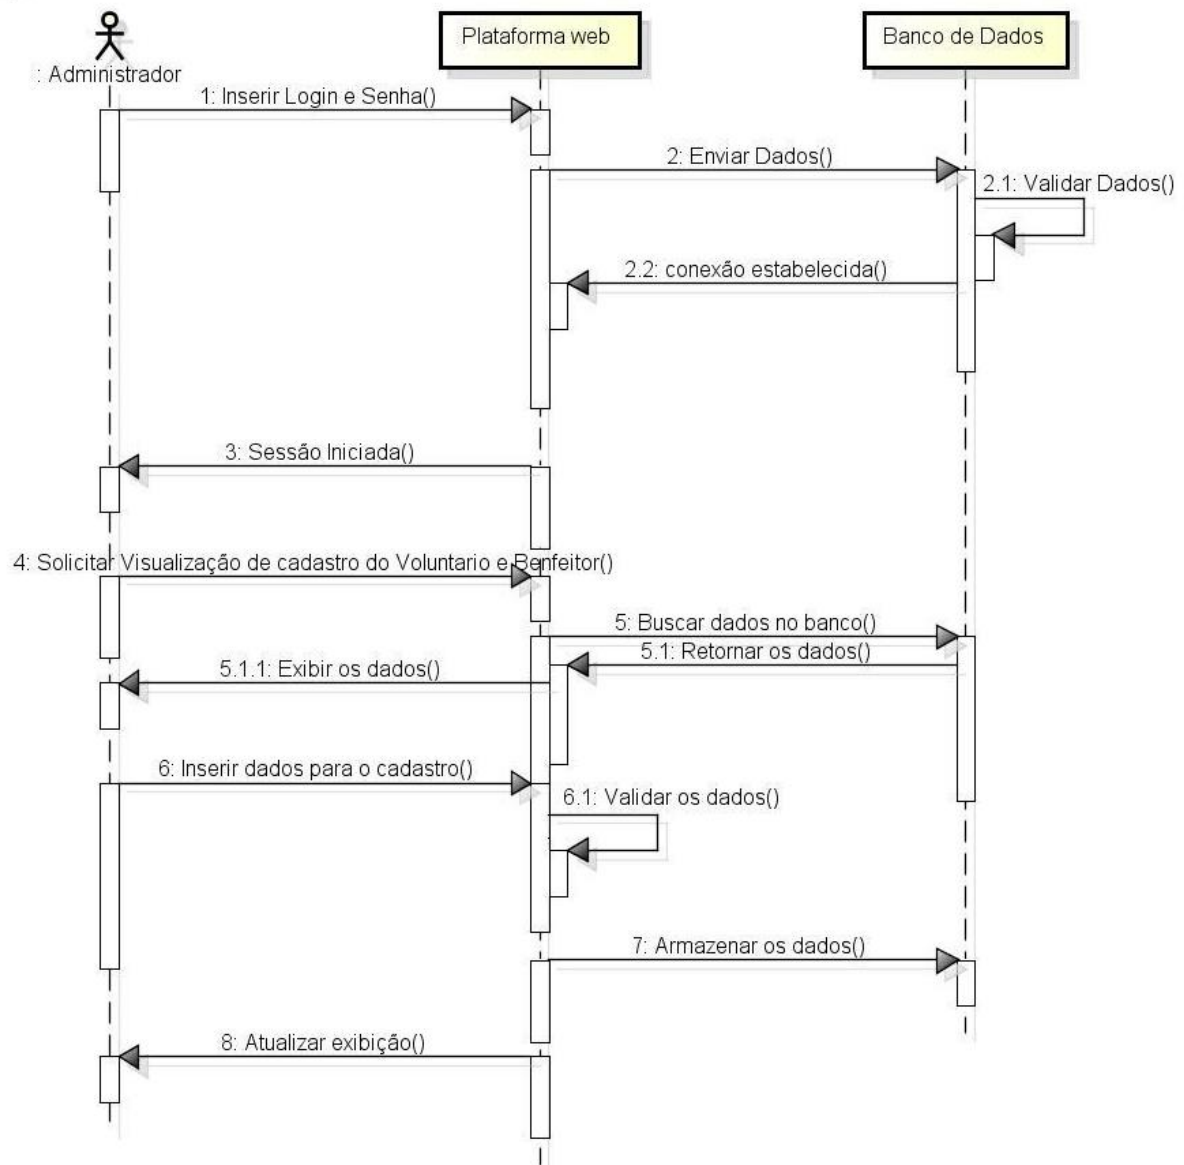 Plataforma web
Banco de Dados
: Administrador
1: Inserir Login e Senha()
2: Enviar Dados()
2.1: Validar Dados()
2.2: conexão estabelecida()
3: Sessão Iniciada()
4: Solicitar Visualização de cadastro do Voluntario e Benfeitor()
5: Buscar dados no banco()
5.1: Retornar os dados()
5.1.1: Exibir os dados()
6: Inserir dados para o cadastro()
6.1: Validar os dados()
7: Armazenar os dados()
8: Atualizar exibição()